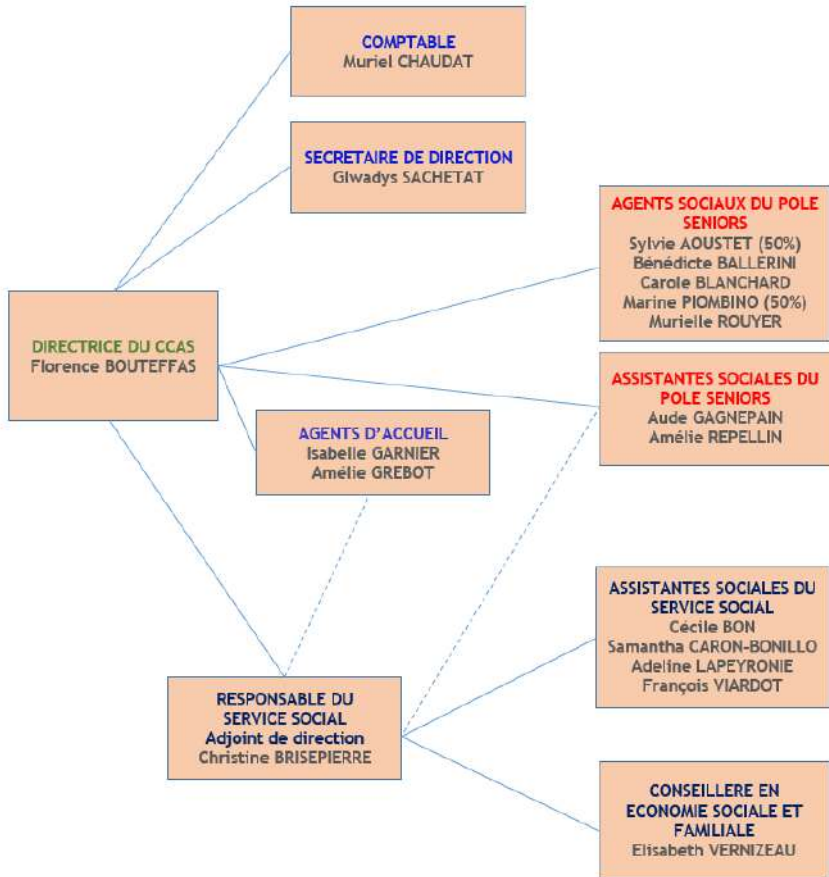 COMPTABLE
Muriel CHAUDAT
SECRETAIRE DE DIRECTION
Glwadys SACHETAT
AGENTS SOCIAUX DU POLE
SENIORS
Sylvie AOUSTET (50%)
Bénédicte BALLERINI
Carole BLANCHARD
Marine PIOMBINO (50%)
Murielle ROUYER
DIRECTRICE DU CCAS
Florence BOUTEFFAS
ASSISTANTES SOCIALES DU
POLE SENIORS
Aude GAGNEPAIN
Amélie REPELLIN
AGENTS D'ACCUEIL
Isabelle GARNIER
Amélie GREBOT
ASSISTANTES SOCIALES DU
SERVICE SOCIAL
Cécile BON
Samantha CARON-BONILLO
Adeline LAPEYRONIE
François VIARDOT
RESPONSABLE DU
SERVICE SOCIAL
Adjoint de direction
Christine BRISEPIERRE
CONSEILLERE EN
ECONOMIE SOCIALE ET
FAMILIALE
Elisabeth VERNIZEAU